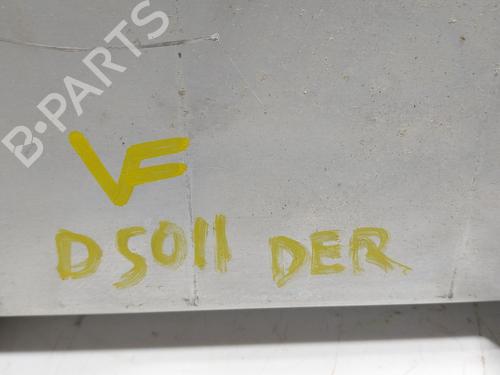 B-PARTS
VF
D5011 DER